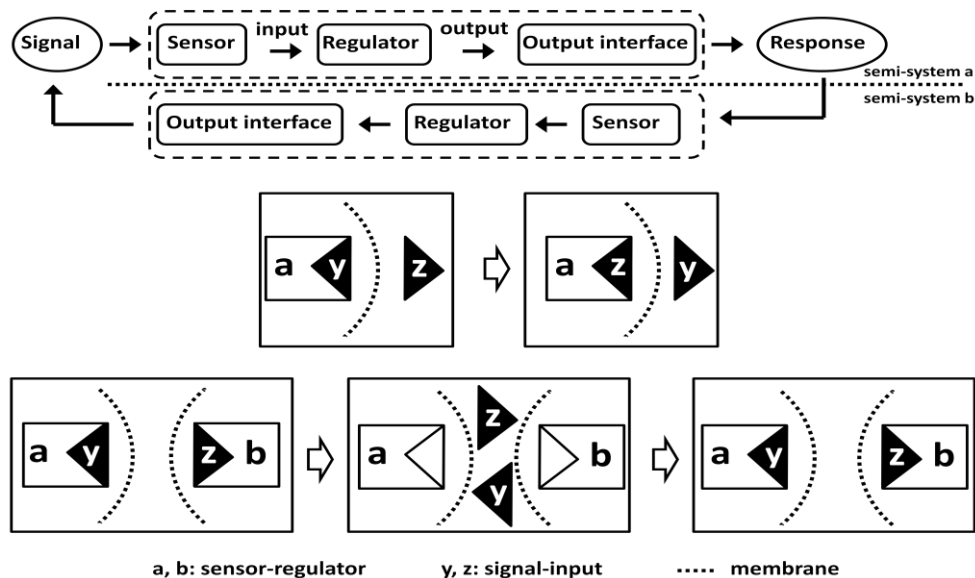 input output
Signal Sensor Regulator Output interface Response
semi-system a
semi-system b
Output interface Regulator Sensor
a y z a z y
a y z b a z y b a y z b
a, b: sensor-regulator y, z: signal-input membrane